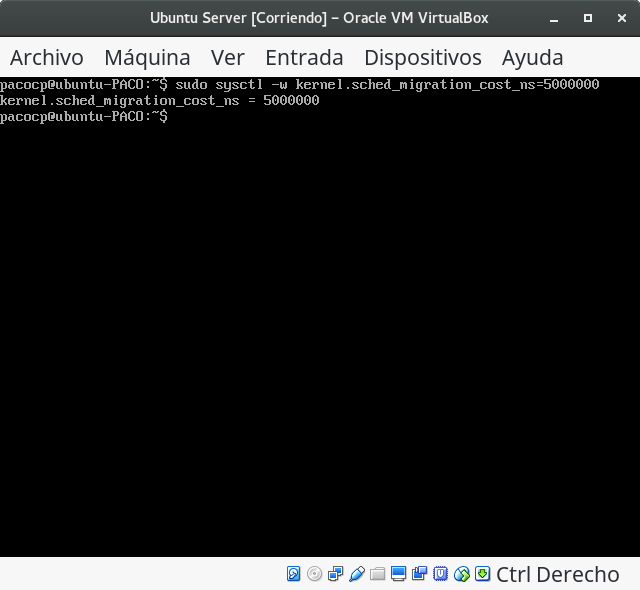 Ubuntu Server [Corriendo] – Oracle VM VirtualBox
Archivo Máquina Ver Entrada Dispositivos Ayuda
pacocp@ubuntu-PACO:~$ sudo sysctl -w kernel.sched_migration_cost_ns=5000000
kernel.sched_migration_cost_ns = 5000000
pacocp@ubuntu-PACO:~$
Ctrl Derecho